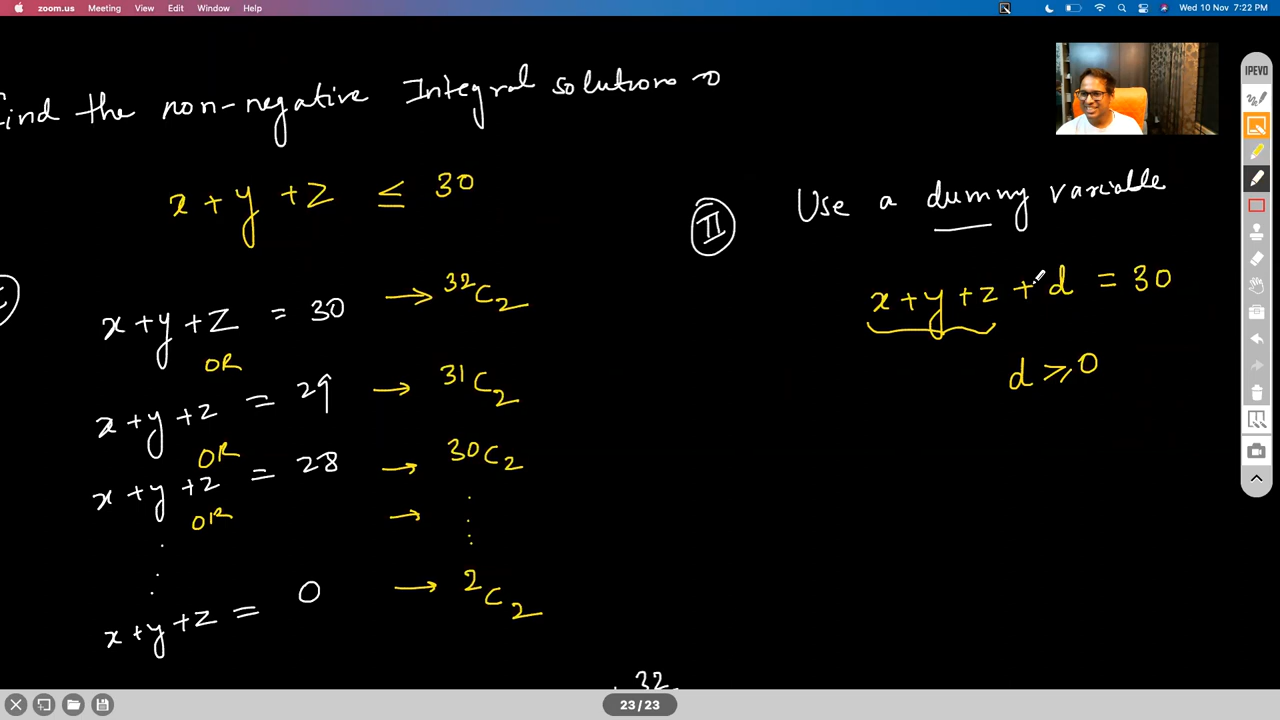 zoom.us Meeting View Edit Window Help Wed 10 Nov 7:22 PM
IPEVO
ind the non-negative Integral solutions
x + y + z ≤ 30
x + y + z = 30 → ³²C₂
OR
x + y + z = 29 → ³¹C₂
OR
x + y + z = 28 → ³⁰C₂
OR
→
x + y + z = 0 → ²C₂
32
II Use a dummy variable
x + y + z + d = 30
d ⩾ 0
23 / 23